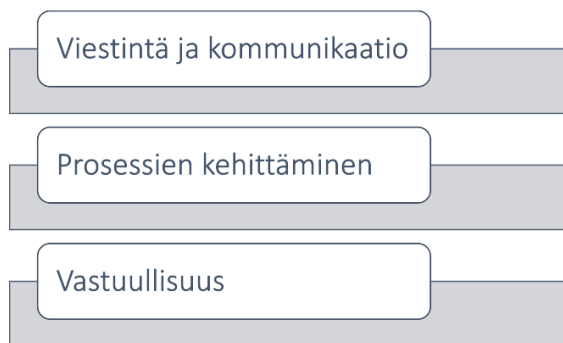 Viestintä ja kommunikaatio
Prosessien kehittäminen
Vastuullisuus